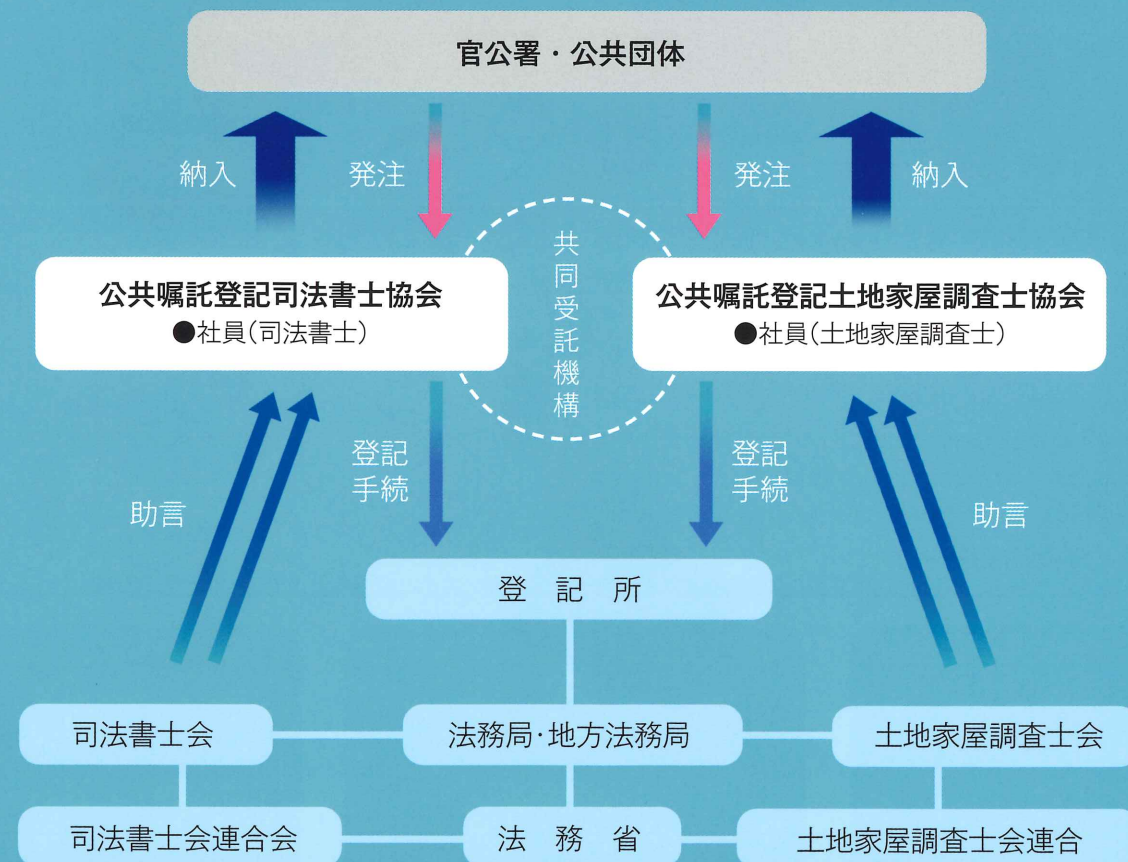 官公署・公共団体
納入
発注
発注
納入
公共嘱託登記司法書士協会
●社員(司法書士)
共同受託機構
公共嘱託登記土地家屋調査士協会
●社員(土地家屋調査士)
登記
手続
登記
手続
助言
助言
登記所
司法書士会
法務局・地方法務局
土地家屋調査士会
司法書士会連合会
法務省
土地家屋調査士会連合